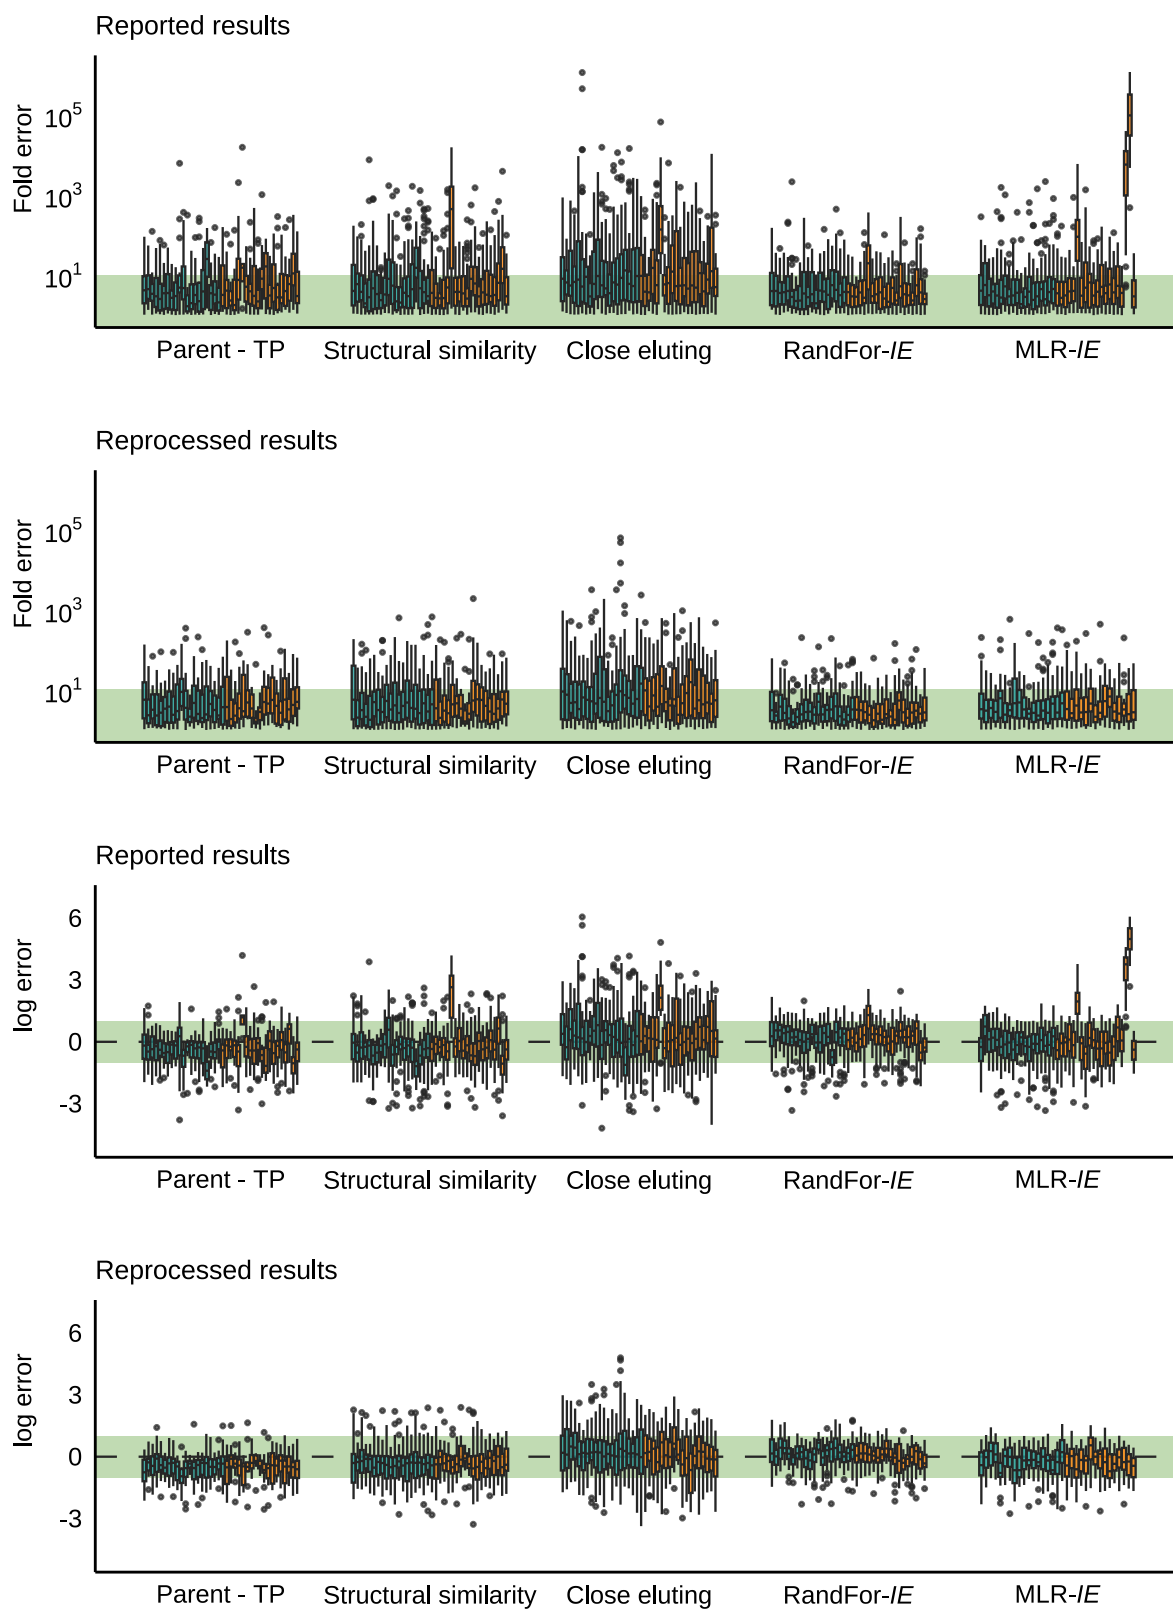 Reported results
Fold error
10^5
10^3
10^1
Parent - TP Structural similarity Close eluting RandFor-IE MLR-IE
Reprocessed results
Fold error
10^5
10^3
10^1
Parent - TP Structural similarity Close eluting RandFor-IE MLR-IE
Reported results
log error
6
3
0
-3
Parent - TP Structural similarity Close eluting RandFor-IE MLR-IE
Reprocessed results
log error
6
3
0
-3
Parent - TP Structural similarity Close eluting RandFor-IE MLR-IE